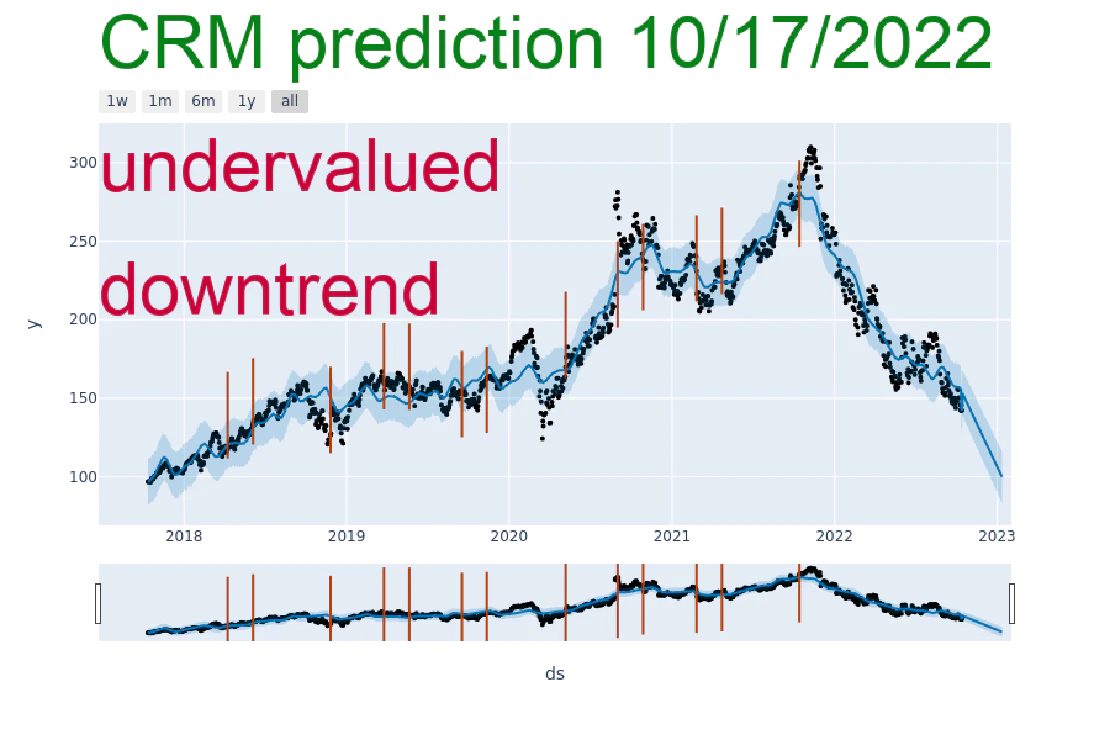 CRM prediction 10/17/2022
1w 1m 6m 1y all
undervalued
downtrend
y
300
250
200
150
100
2018 2019 2020 2021 2022 2023
ds